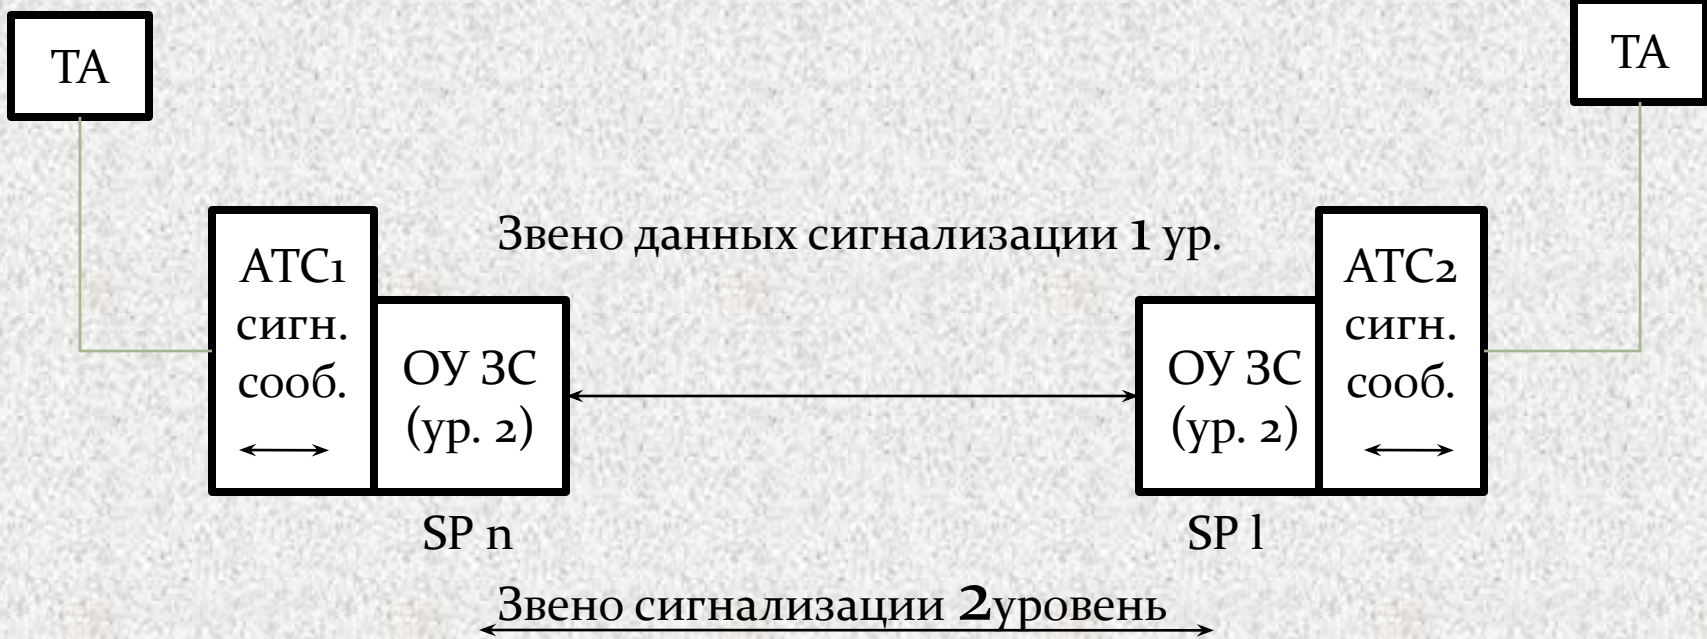 ТА
ТА
Звено данных сигнализации 1 ур.
АТС1
сигн.
сооб.
ОУ ЗС
(ур. 2)
ОУ ЗС
(ур. 2)
АТС2
сигн.
сооб.
SP n
SP l
Звено сигнализации 2уровень